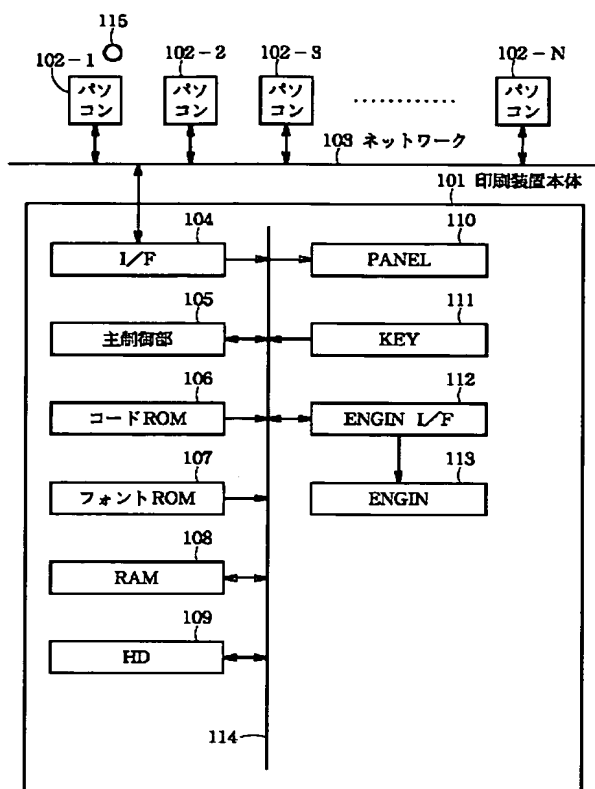 115
102-1 102-2 102-3 102-N
パソコン パソコン パソコン ............. パソコン
103 ネットワーク
101 印刷装置本体
104 110
I/F PANEL
105 111
主制御部 KEY
106 112
コードROM ENGIN I/F
107 113
フォントROM ENGIN
108
RAM
109
HD
114